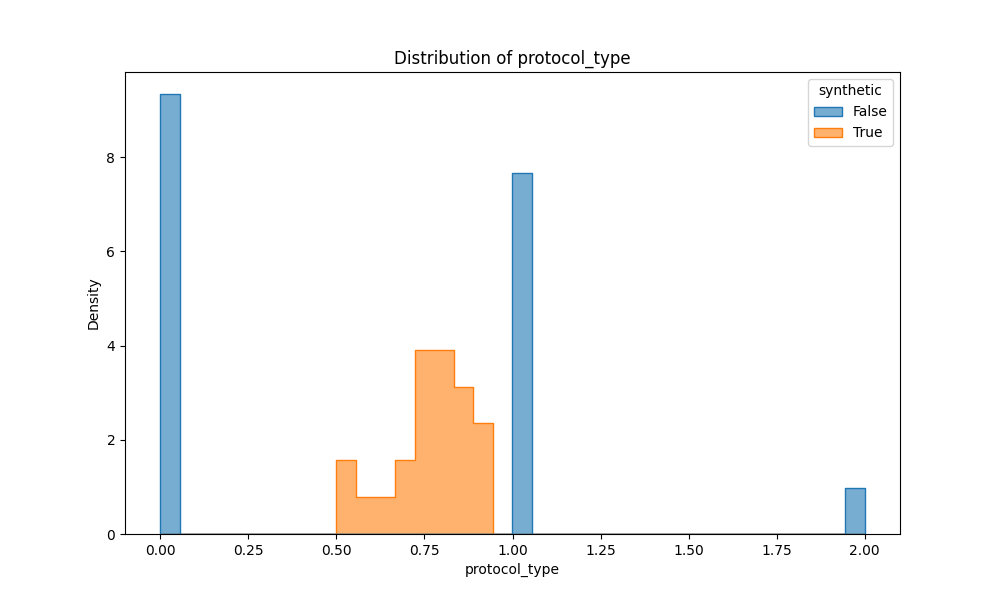 Distribution of protocol_type
synthetic
False
True
Density
8
6
4
2
0
0.00 0.25 0.50 0.75 1.00 1.25 1.50 1.75 2.00
protocol_type